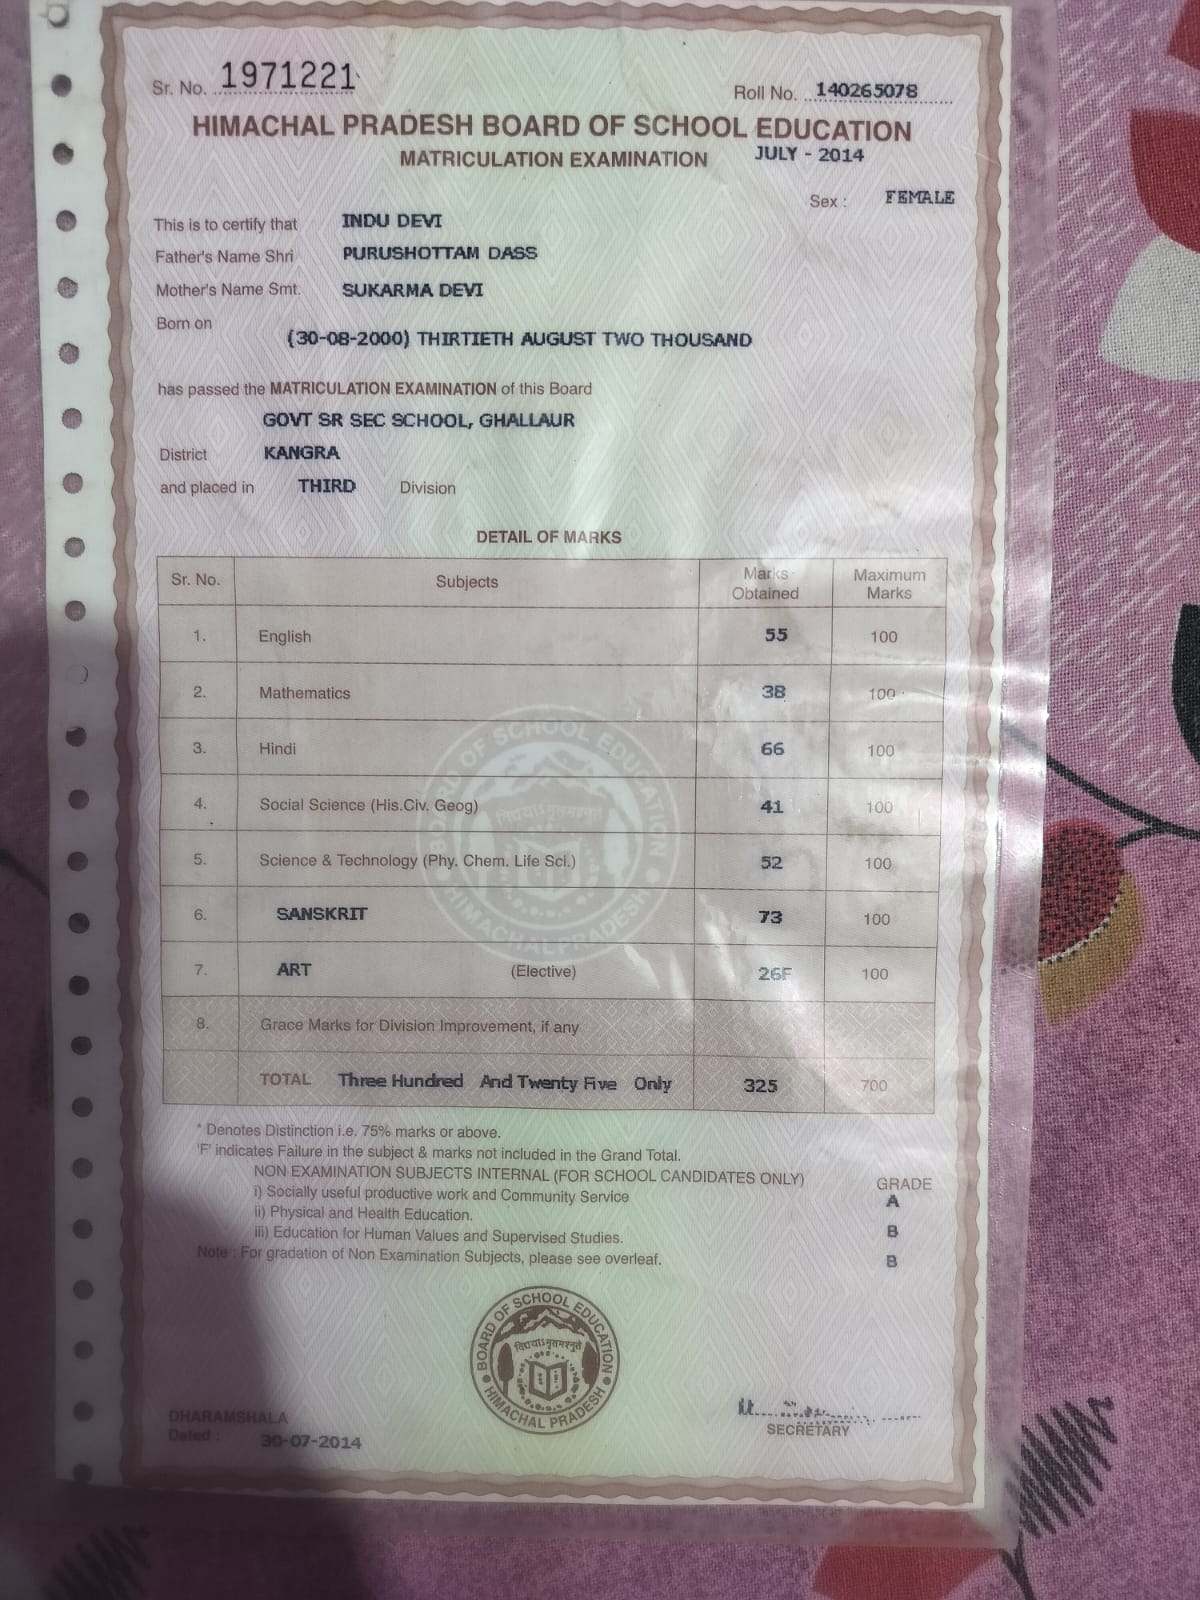 Sr. No. 1971221
Roll No. 140265078
HIMACHAL PRADESH BOARD OF SCHOOL EDUCATION
MATRICULATION EXAMINATION JULY - 2014
Sex : FEMALE
This is to certify that INDU DEVI
Father's Name Shri PURUSHOTTAM DASS
Mother's Name Smt. SUKARMA DEVI
Born on
(30-08-2000) THIRTIETH AUGUST TWO THOUSAND
has passed the MATRICULATION EXAMINATION of this Board
GOVT SR SEC SCHOOL, GHALLAUR
District KANGRA
and placed in THIRD Division
DETAIL OF MARKS
Sr. No. Subjects Marks Obtained Maximum Marks
1. English 55 100
2. Mathematics 38 100
3. Hindi 66 100
4. Social Science (His.Civ. Geog) 41 100
5. Science & Technology (Phy. Chem. Life Sci.) 52 100
6. SANSKRIT 73 100
7. ART (Elective) 26F 100
8. Grace Marks for Division Improvement, if any
TOTAL Three Hundred And Twenty Five Only 325 700
BOARD OF SCHOOL EDUCATION
HIMACHAL PRADESH
* Denotes Distinction i.e. 75% marks or above.
'F' indicates Failure in the subject & marks not included in the Grand Total.
NON EXAMINATION SUBJECTS INTERNAL (FOR SCHOOL CANDIDATES ONLY) GRADE
i) Socially useful productive work and Community Service A
ii) Physical and Health Education. B
iii) Education for Human Values and Supervised Studies. B
Note : For gradation of Non Examination Subjects, please see overleaf.
BOARD OF SCHOOL EDUCATION
HIMACHAL PRADESH
DHARAMSHALA
Dated : 30-07-2014
SECRETARY